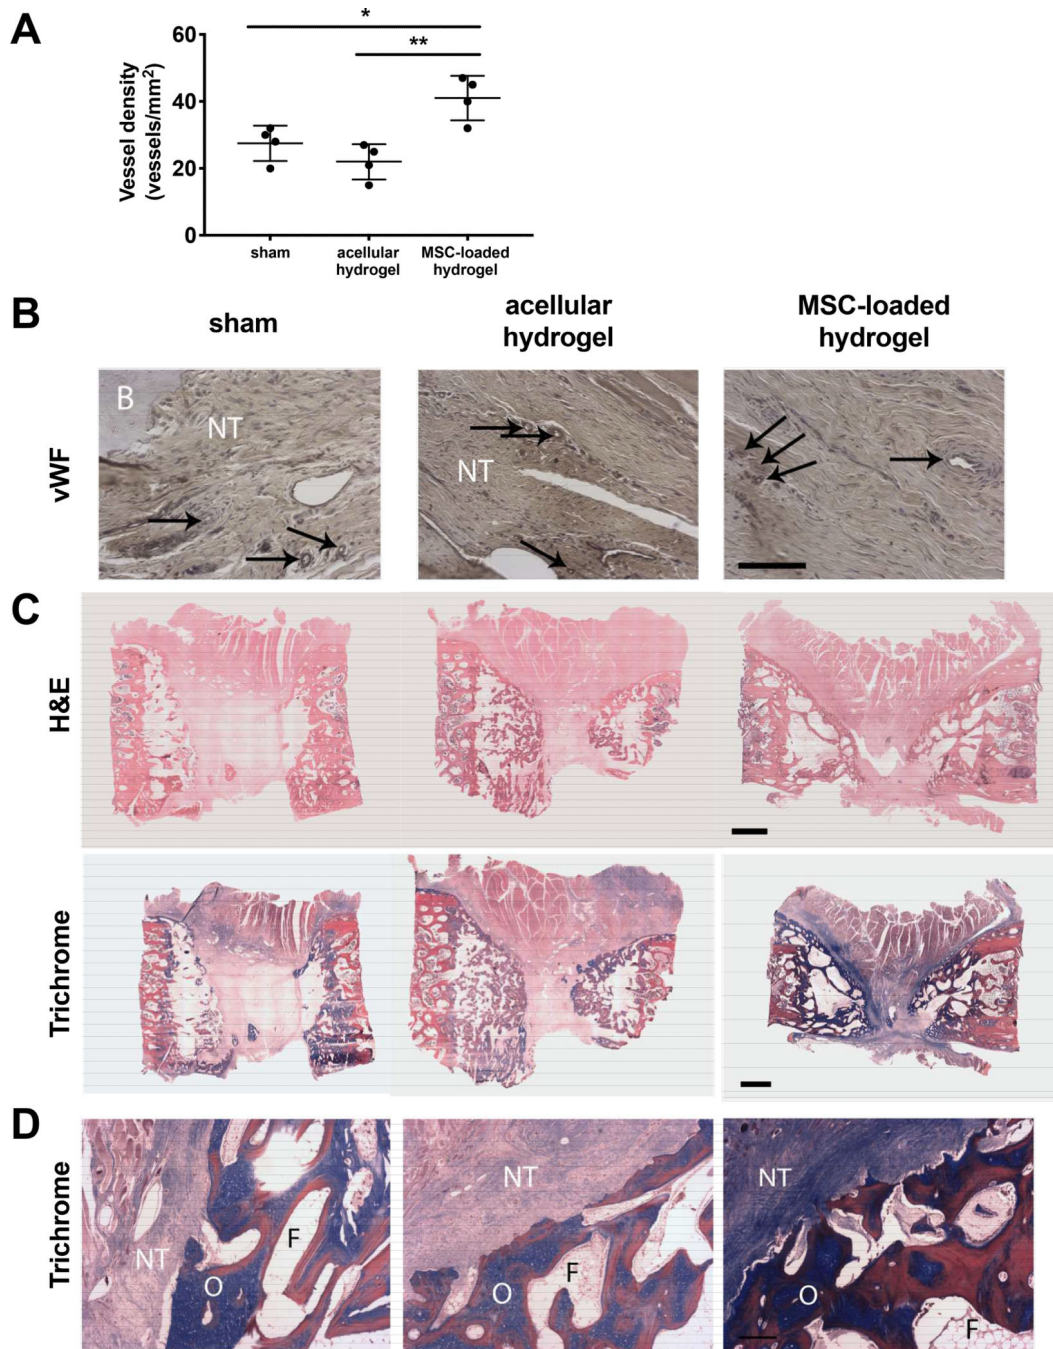 A
Vessel density
(vessels/mm²)
60
40
20
0
*
**
sham
acellular
hydrogel
MSC-loaded
hydrogel
B
sham
acellular
hydrogel
MSC-loaded
hydrogel
vWF
B
NT
NT
C
H&E
Trichrome
D
Trichrome
NT
O
F
NT
O
F
NT
O
F